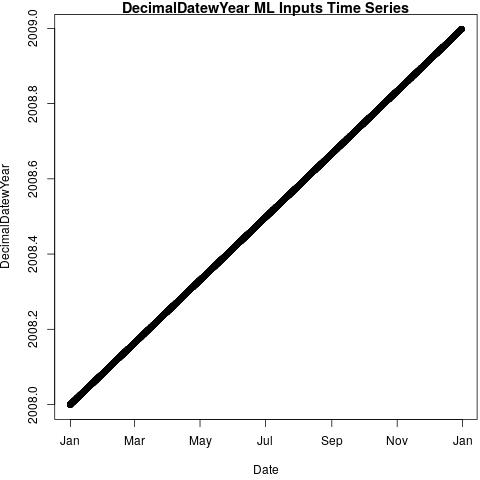 DecimalDatewYear ML Inputs Time Series
DecimalDatewYear
2009.0
2008.8
2008.6
2008.4
2008.2
2008.0
Jan Mar May Jul Sep Nov Jan
Date